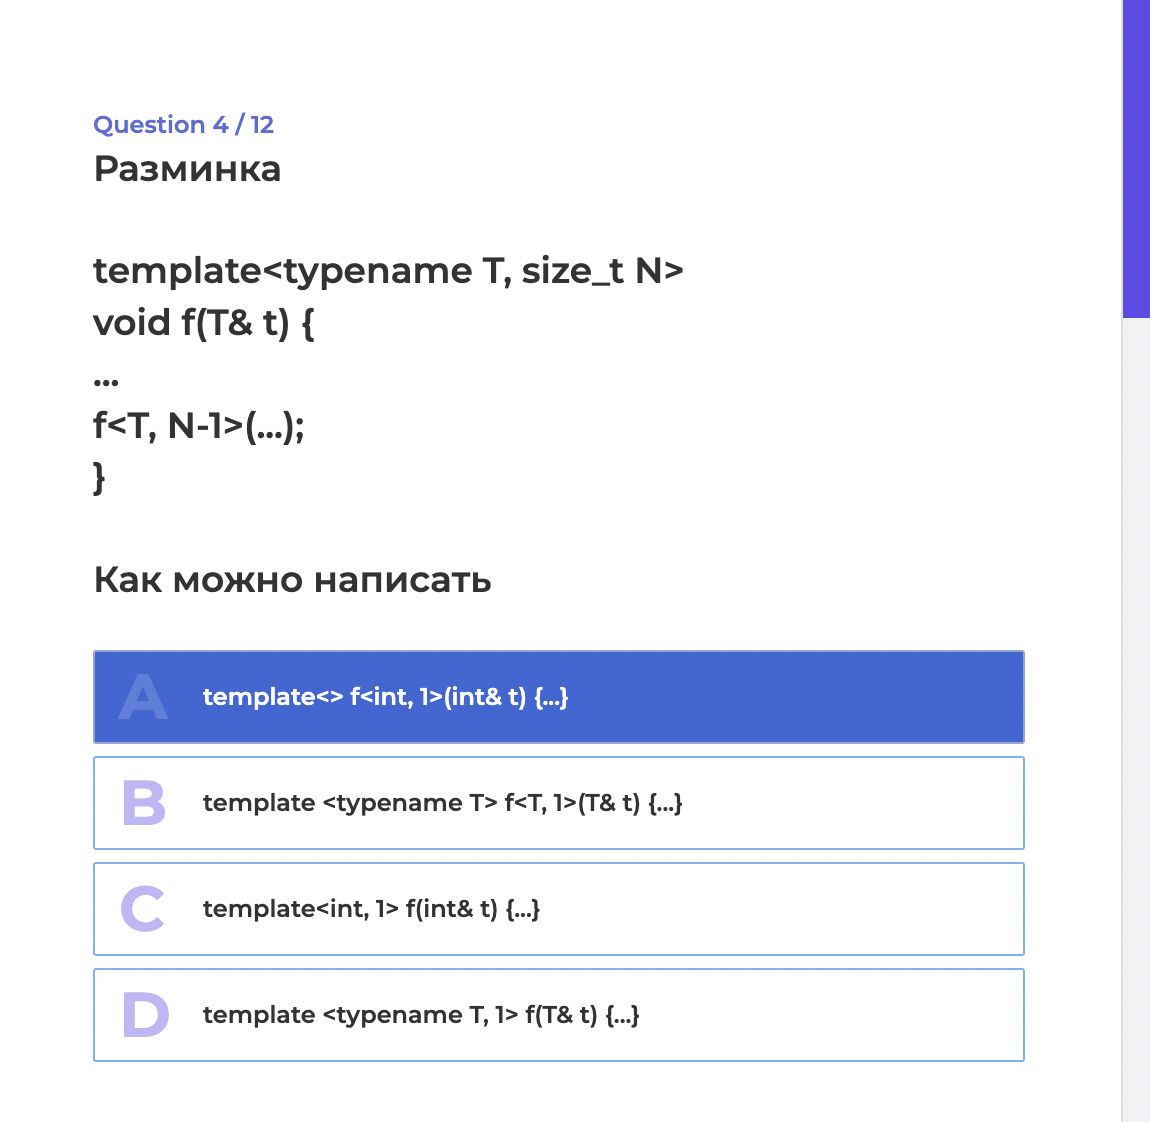 Question 4 / 12
Разминка
template<typename T, size_t N>
void f(T& t) {
...
f<T, N-1>(...);
}
Как можно написать
A template<> f<int, 1>(int& t) {...}
B template <typename T> f<T, 1>(T& t) {...}
C template<int, 1> f(int& t) {...}
D template <typename T, 1> f(T& t) {...}